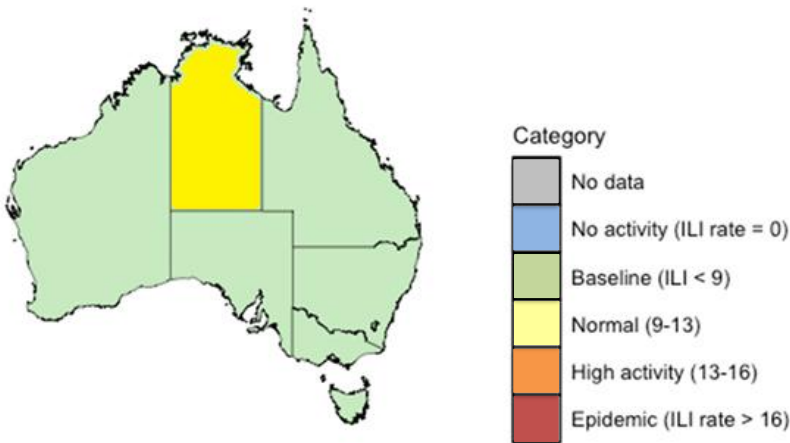 Category
No data
No activity (ILI rate = 0)
Baseline (ILI < 9)
Normal (9-13)
High activity (13-16)
Epidemic (ILI rate > 16)